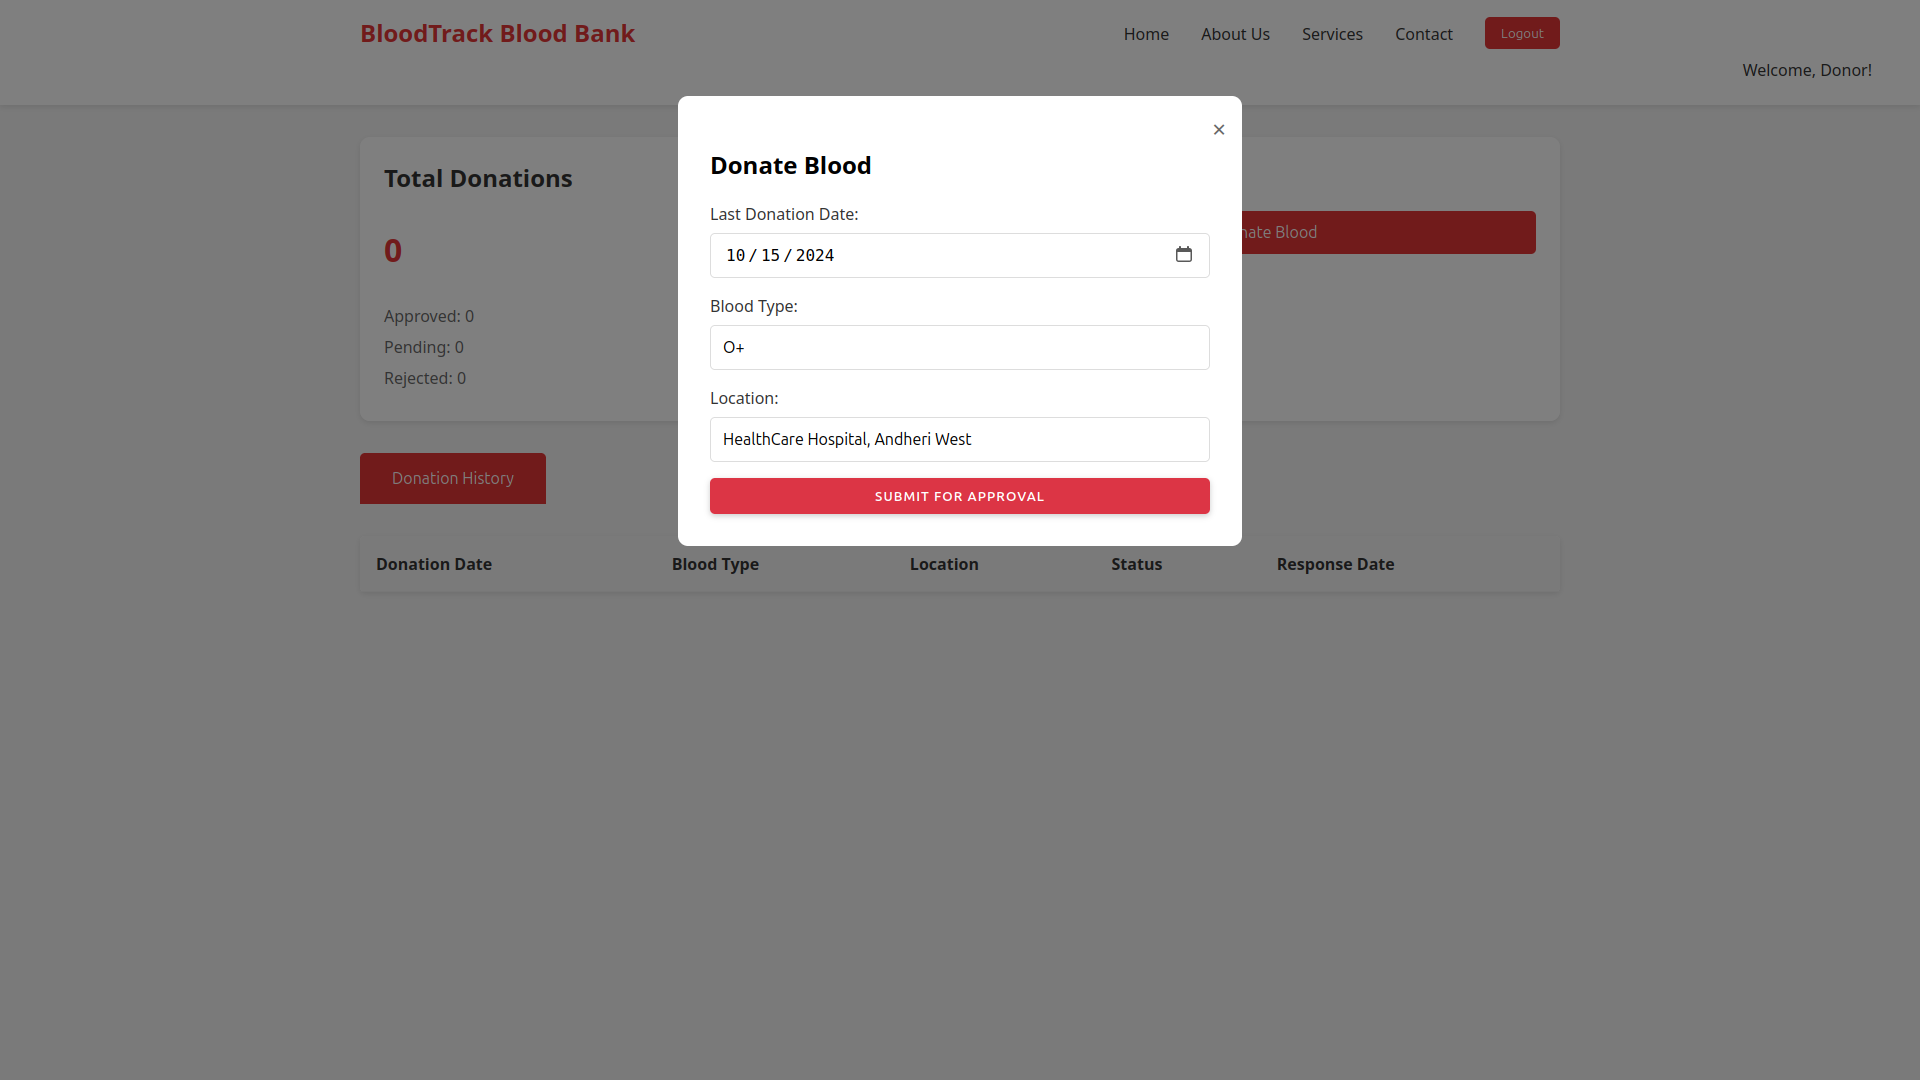 BloodTrack Blood Bank
Home About Us Services Contact Logout
Welcome, Donor!
Total Donations
0
Approved: 0
Pending: 0
Rejected: 0
×
Donate Blood
Last Donation Date:
10/15/2024
Blood Type:
O+
Location:
HealthCare Hospital, Andheri West
SUBMIT FOR APPROVAL
Blood
Donation History
Donation Date Blood Type Location Status Response Date